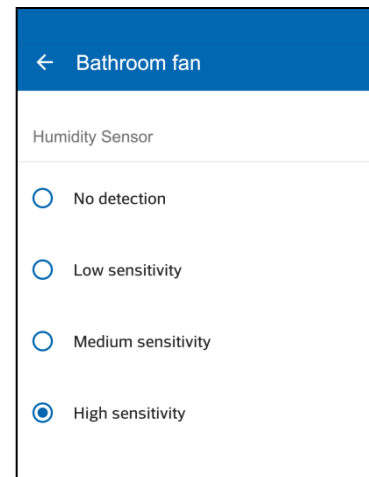 Bathroom fan
Humidity Sensor
No detection
Low sensitivity
Medium sensitivity
High sensitivity